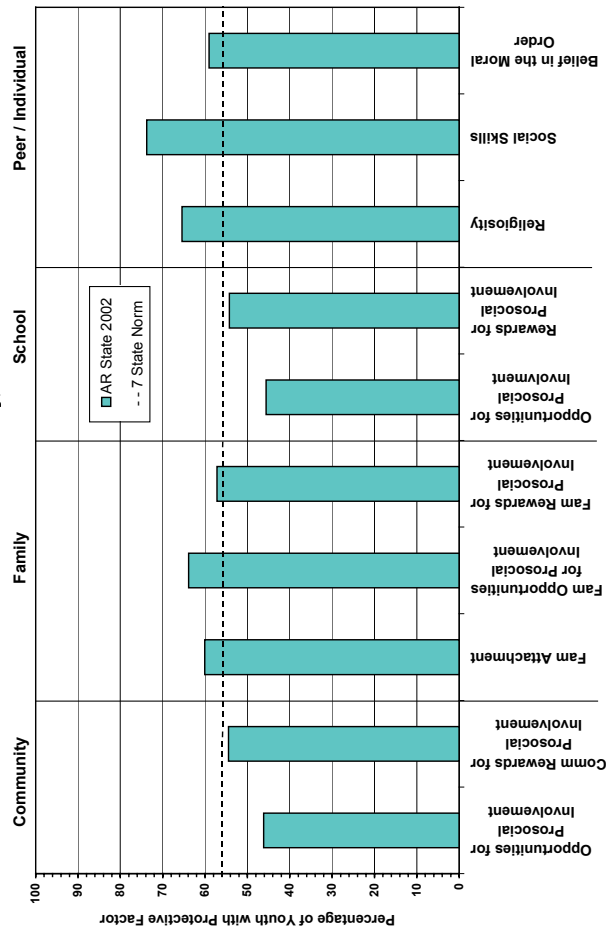 Community
Family
School
Peer / Individual
AR State 2002
- - 7 State Norm
Percentage of Youth with Protective Factor
100
90
80
70
60
50
40
30
20
10
0
Opportunities for
Prosocial
Involvement
Comm Rewards for
Prosocial
Involvement
Fam Attachment
Fam Opportunities
for Prosocial
Involvement
Fam Rewards for
Prosocial
Involvement
Opportunities for
Prosocial
Involvment
Rewards for
Prosocial
Involvement
Religiosity
Social Skills
Belief in the Moral
Order